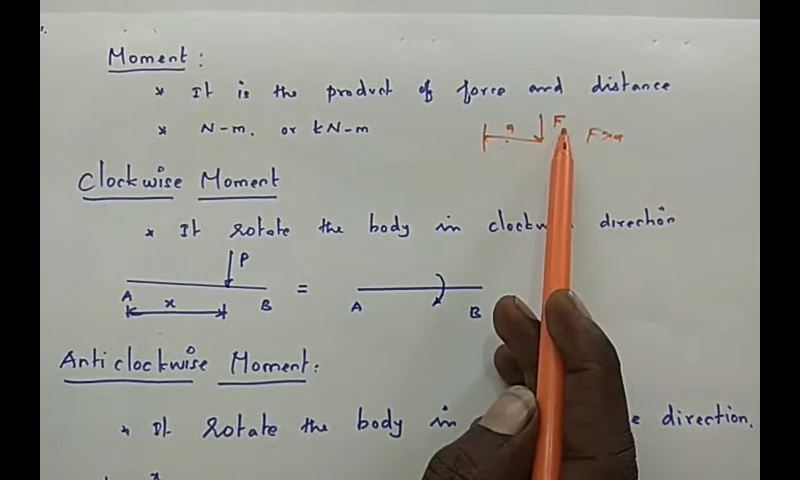 Moment:
* It is the product of force and distance
* N-m. or kN-m
a F F×a
Clockwise Moment
* It rotate the body in clockw direction
P
A x B = A B
Anticlockwise Moment:
* It rotate the body in direction.
x